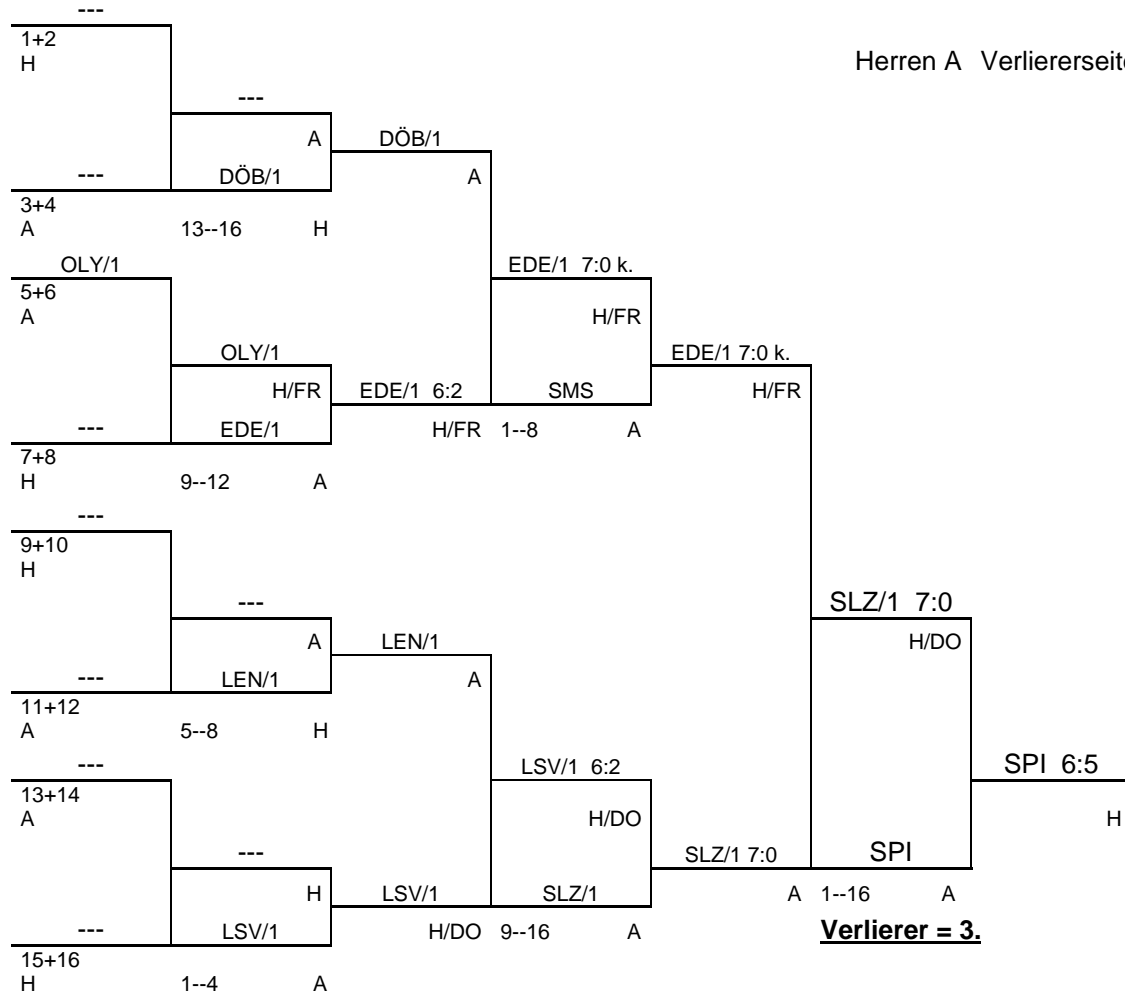 ---
1+2
H
Herren A Verliererseite
---
A DÖB/1
--- DÖB/1 A
3+4
A 13--16 H
OLY/1 EDE/1 7:0 k.
5+6
A H/FR
OLY/1 EDE/1 7:0 k.
H/FR EDE/1 6:2 SMS H/FR
--- EDE/1 H/FR 1--8 A
7+8
H 9--12 A
---
9+10
H
--- SLZ/1 7:0
A LEN/1 H/DO
--- LEN/1 A
11+12
A 5--8 H
--- LSV/1 6:2 SPI 6:5
13+14
A H/DO H
--- SLZ/1 7:0 SPI
H LSV/1 SLZ/1 A 1--16 A
--- LSV/1 H/DO 9--16 A Verlierer = 3.
15+16
H 1--4 A